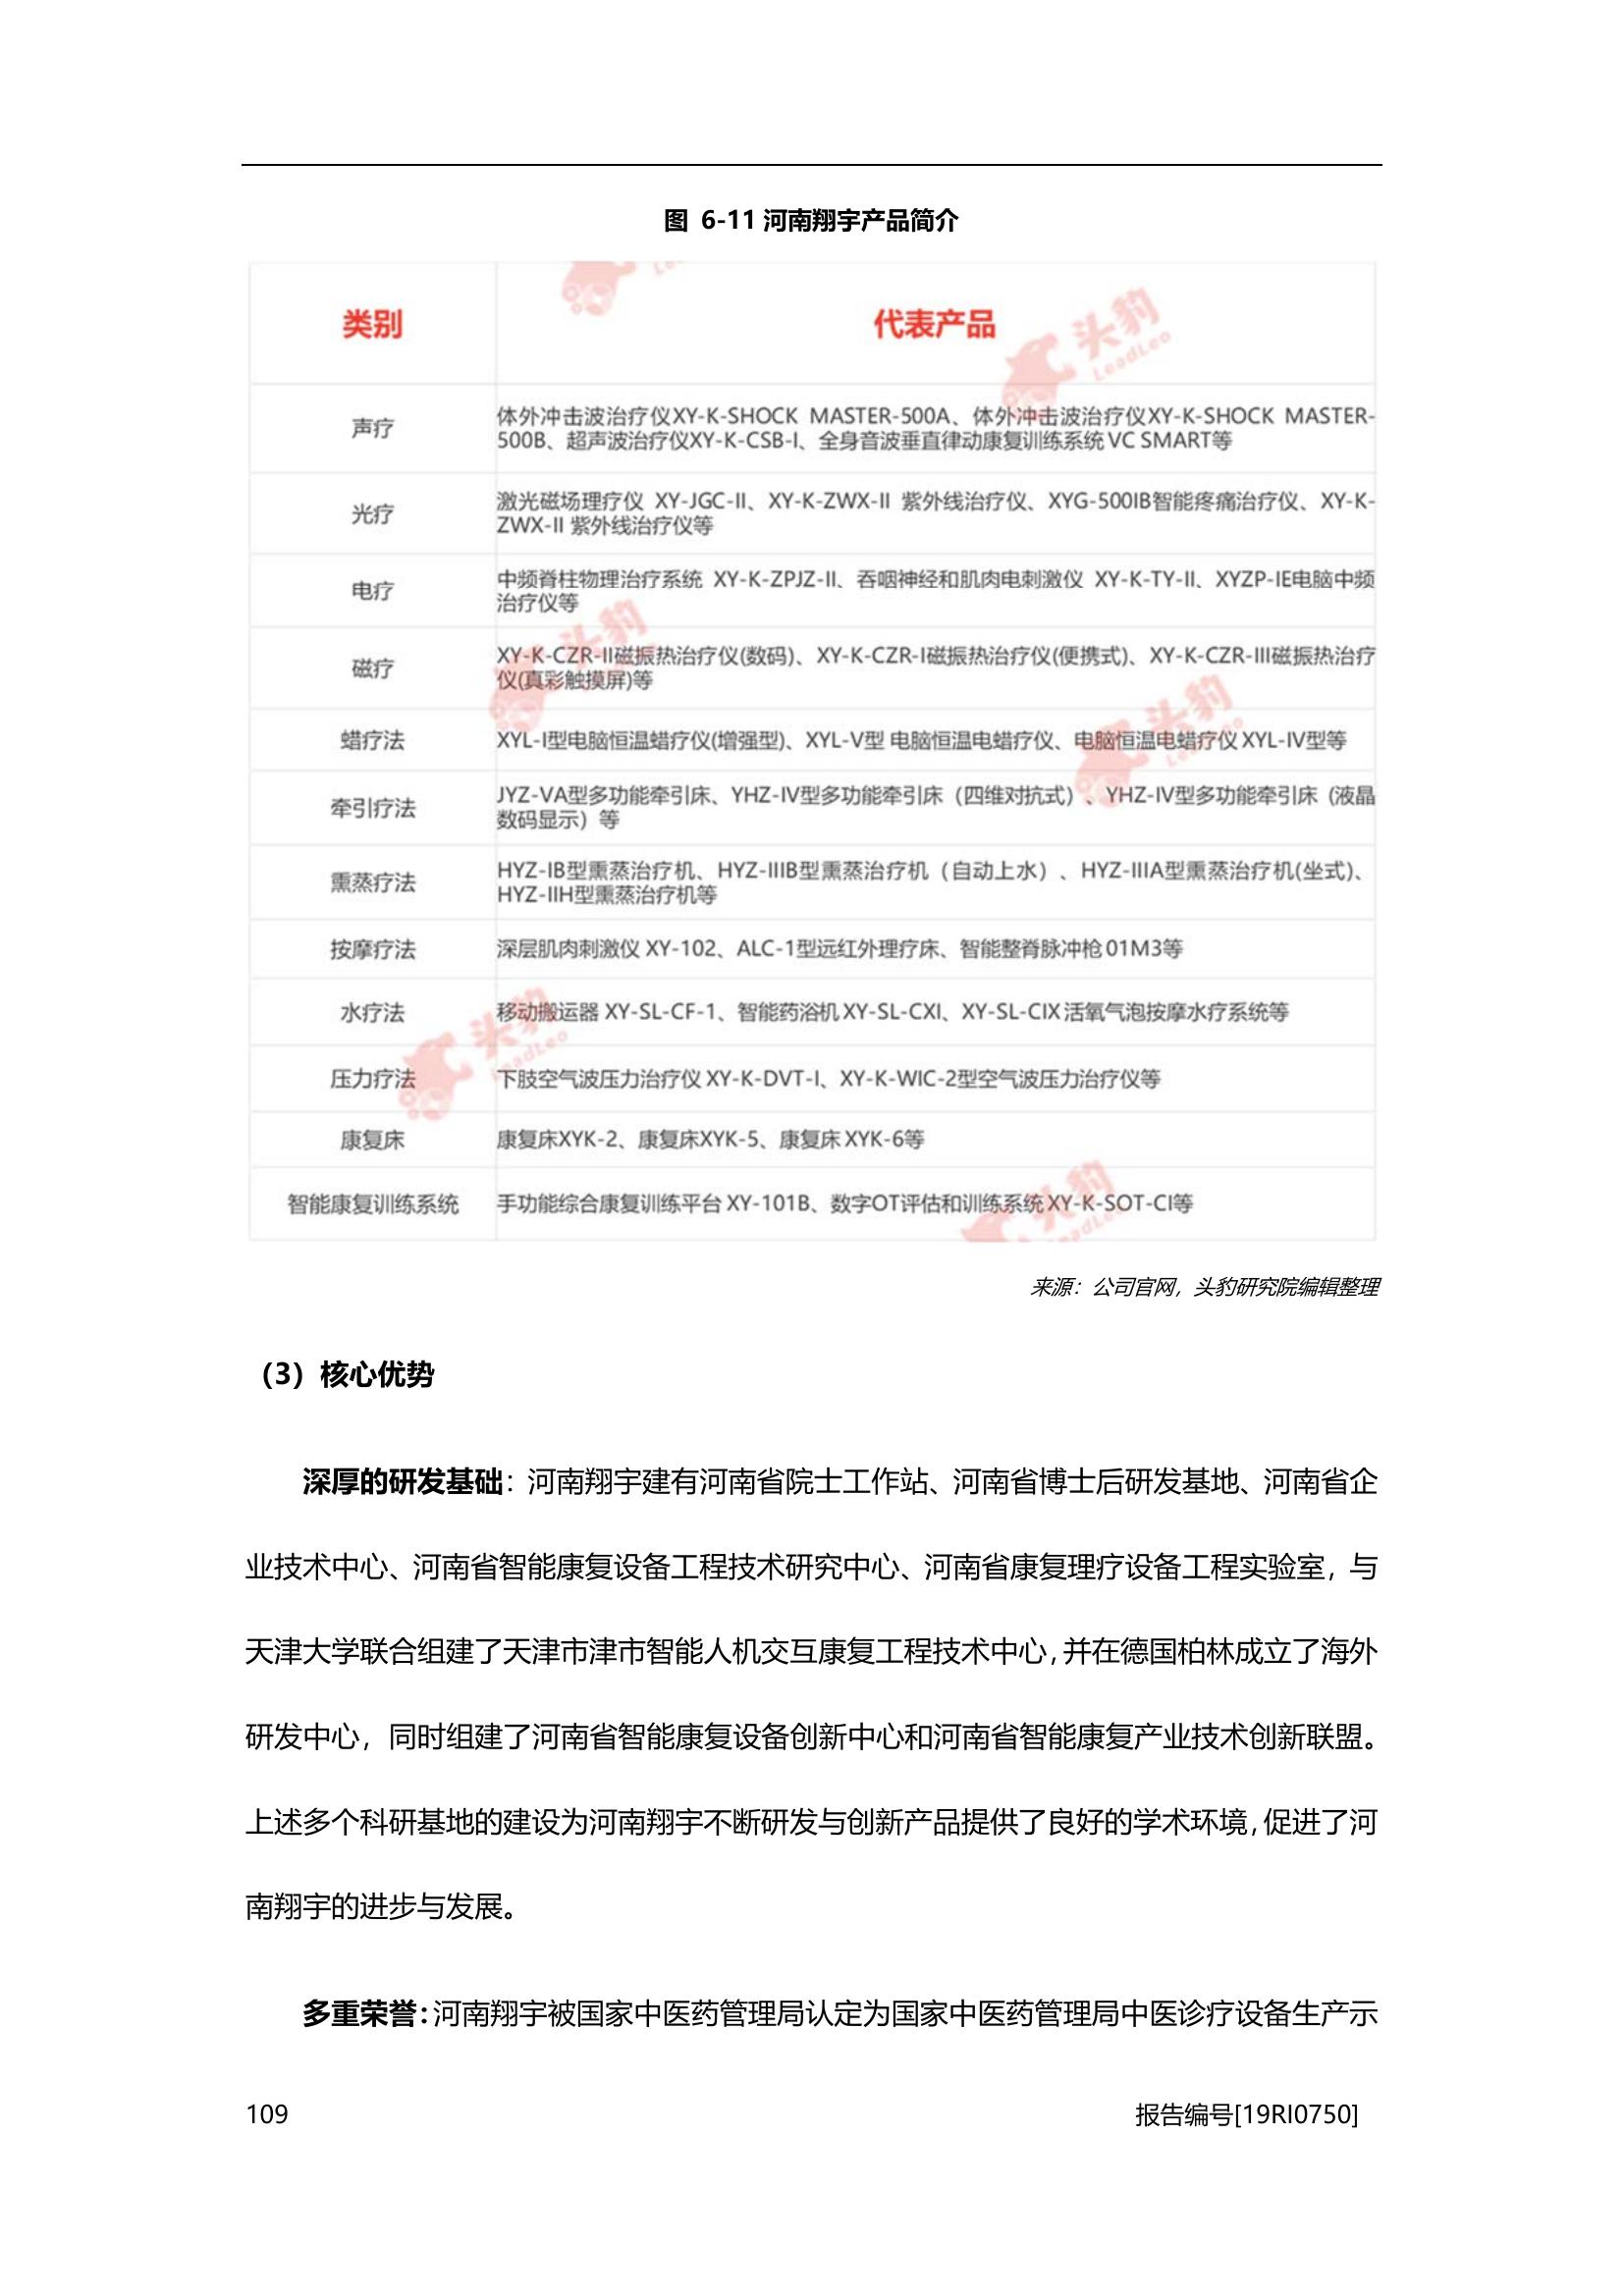 图 6-11 河南翔宇产品简介
类别
代表产品
声疗
体外冲击波治疗仪XY-K-SHOCK MASTER-500A、体外冲击波治疗仪XY-K-SHOCK MASTER-
500B、超声波治疗仪XY-K-CSB-I、全身音波垂直律动康复训练系统 VC SMART等
光疗
激光磁场理疗仪 XY-JGC-II、XY-K-ZWX-II 紫外线治疗仪、XYG-500IB智能疼痛治疗仪、XY-K-
ZWX-II 紫外线治疗仪等
电疗
中频脊柱物理治疗系统 XY-K-ZPJZ-II、吞咽神经和肌肉电刺激仪 XY-K-TY-II、XYZP-IE电脑中频
治疗仪等
磁疗
XY-K-CZR-II磁振热治疗仪(数码)、XY-K-CZR-I磁振热治疗仪(便携式)、XY-K-CZR-III磁振热治疗
仪(真彩触摸屏)等
蜡疗法
XYL-I型电脑恒温蜡疗仪(增强型)、XYL-V型 电脑恒温电蜡疗仪、电脑恒温电蜡疗仪 XYL-IV型等
牵引疗法
JYZ-VA型多功能牵引床、YHZ-IV型多功能牵引床（四维对抗式）、YHZ-IV型多功能牵引床（液晶
数码显示）等
熏蒸疗法
HYZ-IB型熏蒸治疗机、HYZ-IIIB型熏蒸治疗机（自动上水）、HYZ-IIIA型熏蒸治疗机(坐式)、
HYZ-IIH型熏蒸治疗机等
按摩疗法
深层肌肉刺激仪 XY-102、ALC-1型远红外理疗床、智能整脊脉冲枪 01M3等
水疗法
移动搬运器 XY-SL-CF-1、智能药浴机 XY-SL-CXI、XY-SL-CIX 活氧气泡按摩水疗系统等
压力疗法
下肢空气波压力治疗仪 XY-K-DVT-I、XY-K-WIC-2型空气波压力治疗仪等
康复床
康复床XYK-2、康复床XYK-5、康复床 XYK-6等
智能康复训练系统
手功能综合康复训练平台 XY-101B、数字OT评估和训练系统 XY-K-SOT-CI等
头豹
LeadLeo
来源：公司官网，头豹研究院编辑整理
（3）核心优势
深厚的研发基础：河南翔宇建有河南省院士工作站、河南省博士后研发基地、河南省企
业技术中心、河南省智能康复设备工程技术研究中心、河南省康复理疗设备工程实验室，与
天津大学联合组建了天津市津市智能人机交互康复工程技术中心，并在德国柏林成立了海外
研发中心，同时组建了河南省智能康复设备创新中心和河南省智能康复产业技术创新联盟。
上述多个科研基地的建设为河南翔宇不断研发与创新产品提供了良好的学术环境，促进了河
南翔宇的进步与发展。
多重荣誉：河南翔宇被国家中医药管理局认定为国家中医药管理局中医诊疗设备生产示
109
报告编号[19RI0750]